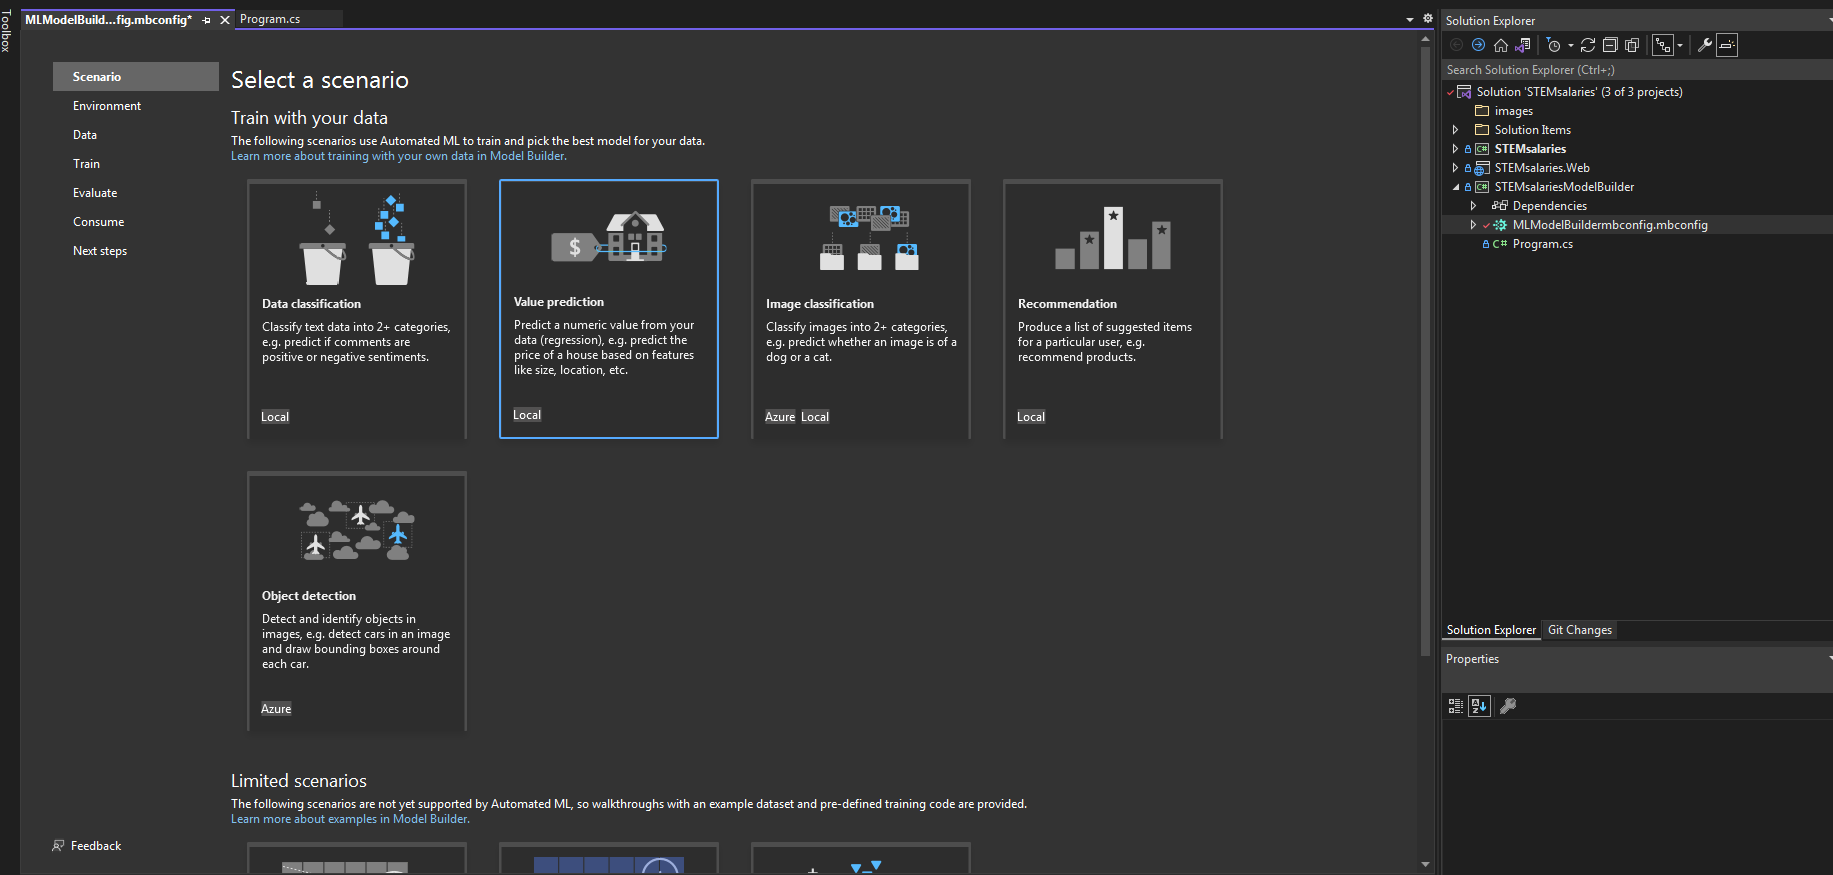 Toolbox
MLModelBuild...fig.mbconfig*
Program.cs
Scenario
Environment
Data
Train
Evaluate
Consume
Next steps
Feedback
Select a scenario
Train with your data
The following scenarios use Automated ML to train and pick the best model for your data.
Learn more about training with your own data in Model Builder.
Data classification
Classify text data into 2+ categories,
e.g. predict if comments are
positive or negative sentiments.
Local
$
Value prediction
Predict a numeric value from your
data (regression), e.g. predict the
price of a house based on features
like size, location, etc.
Local
Image classification
Classify images into 2+ categories,
e.g. predict whether an image is of a
dog or a cat.
Azure Local
Recommendation
Produce a list of suggested items
for a particular user, e.g.
recommend products.
Local
Object detection
Detect and identify objects in
images, e.g. detect cars in an image
and draw bounding boxes around
each car.
Azure
Limited scenarios
The following scenarios are not yet supported by Automated ML, so walkthroughs with an example dataset and pre-defined training code are provided.
Learn more about examples in Model Builder.
Solution Explorer
Search Solution Explorer (Ctrl+;)
Solution 'STEMsalaries' (3 of 3 projects)
images
Solution Items
C# STEMsalaries
STEMsalaries.Web
C# STEMsalariesModelBuilder
Dependencies
MLModelBuildermbconfig.mbconfig
C# Program.cs
Solution Explorer
Git Changes
Properties
AZ